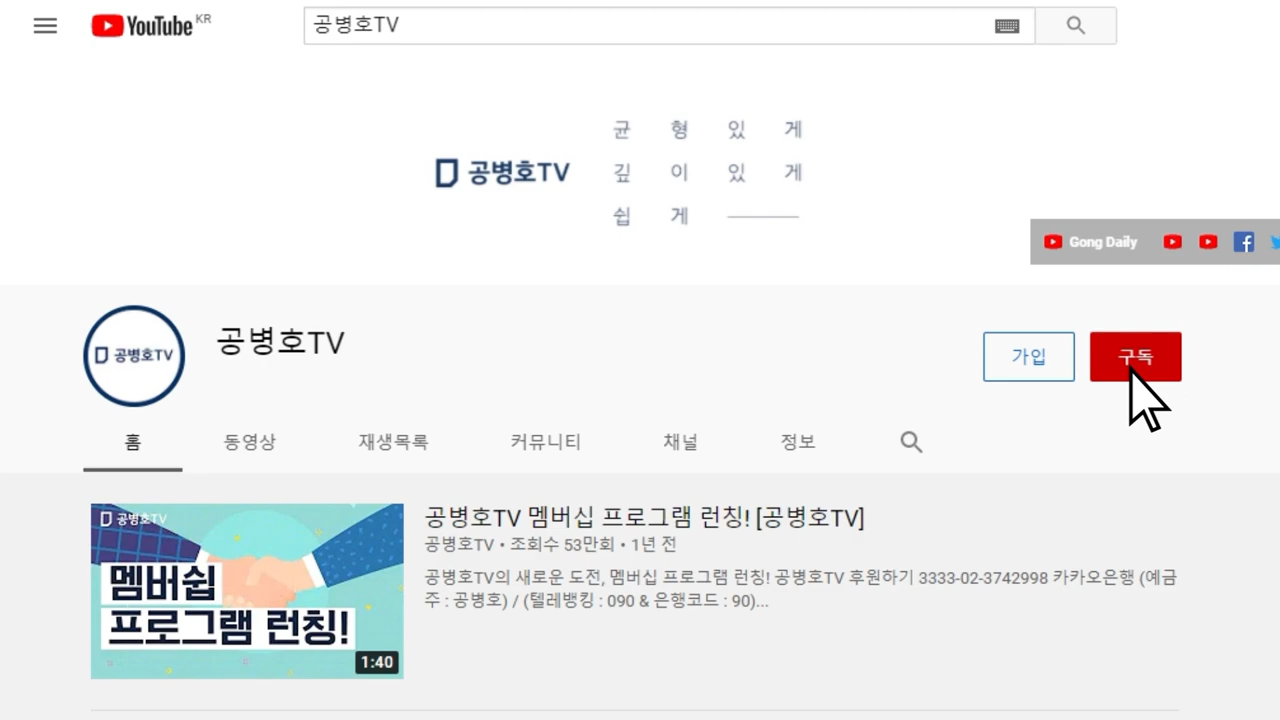 YouTube KR
공병호TV
균 형 있 게
공병호TV
깊 이 있 게
쉽 게
Gong Daily
공병호TV
공병호TV
가입
구독
홈 동영상 재생목록 커뮤니티 채널 정보
공병호TV
멤버쉽
프로그램 런칭!
1:40
공병호TV 멤버십 프로그램 런칭! [공병호TV]
공병호TV • 조회수 53만회 • 1년 전
공병호TV의 새로운 도전, 멤버십 프로그램 런칭! 공병호TV 후원하기 3333-02-3742998 카카오은행 (예금
주 : 공병호) / (텔레뱅킹 : 090 & 은행코드 : 90)...